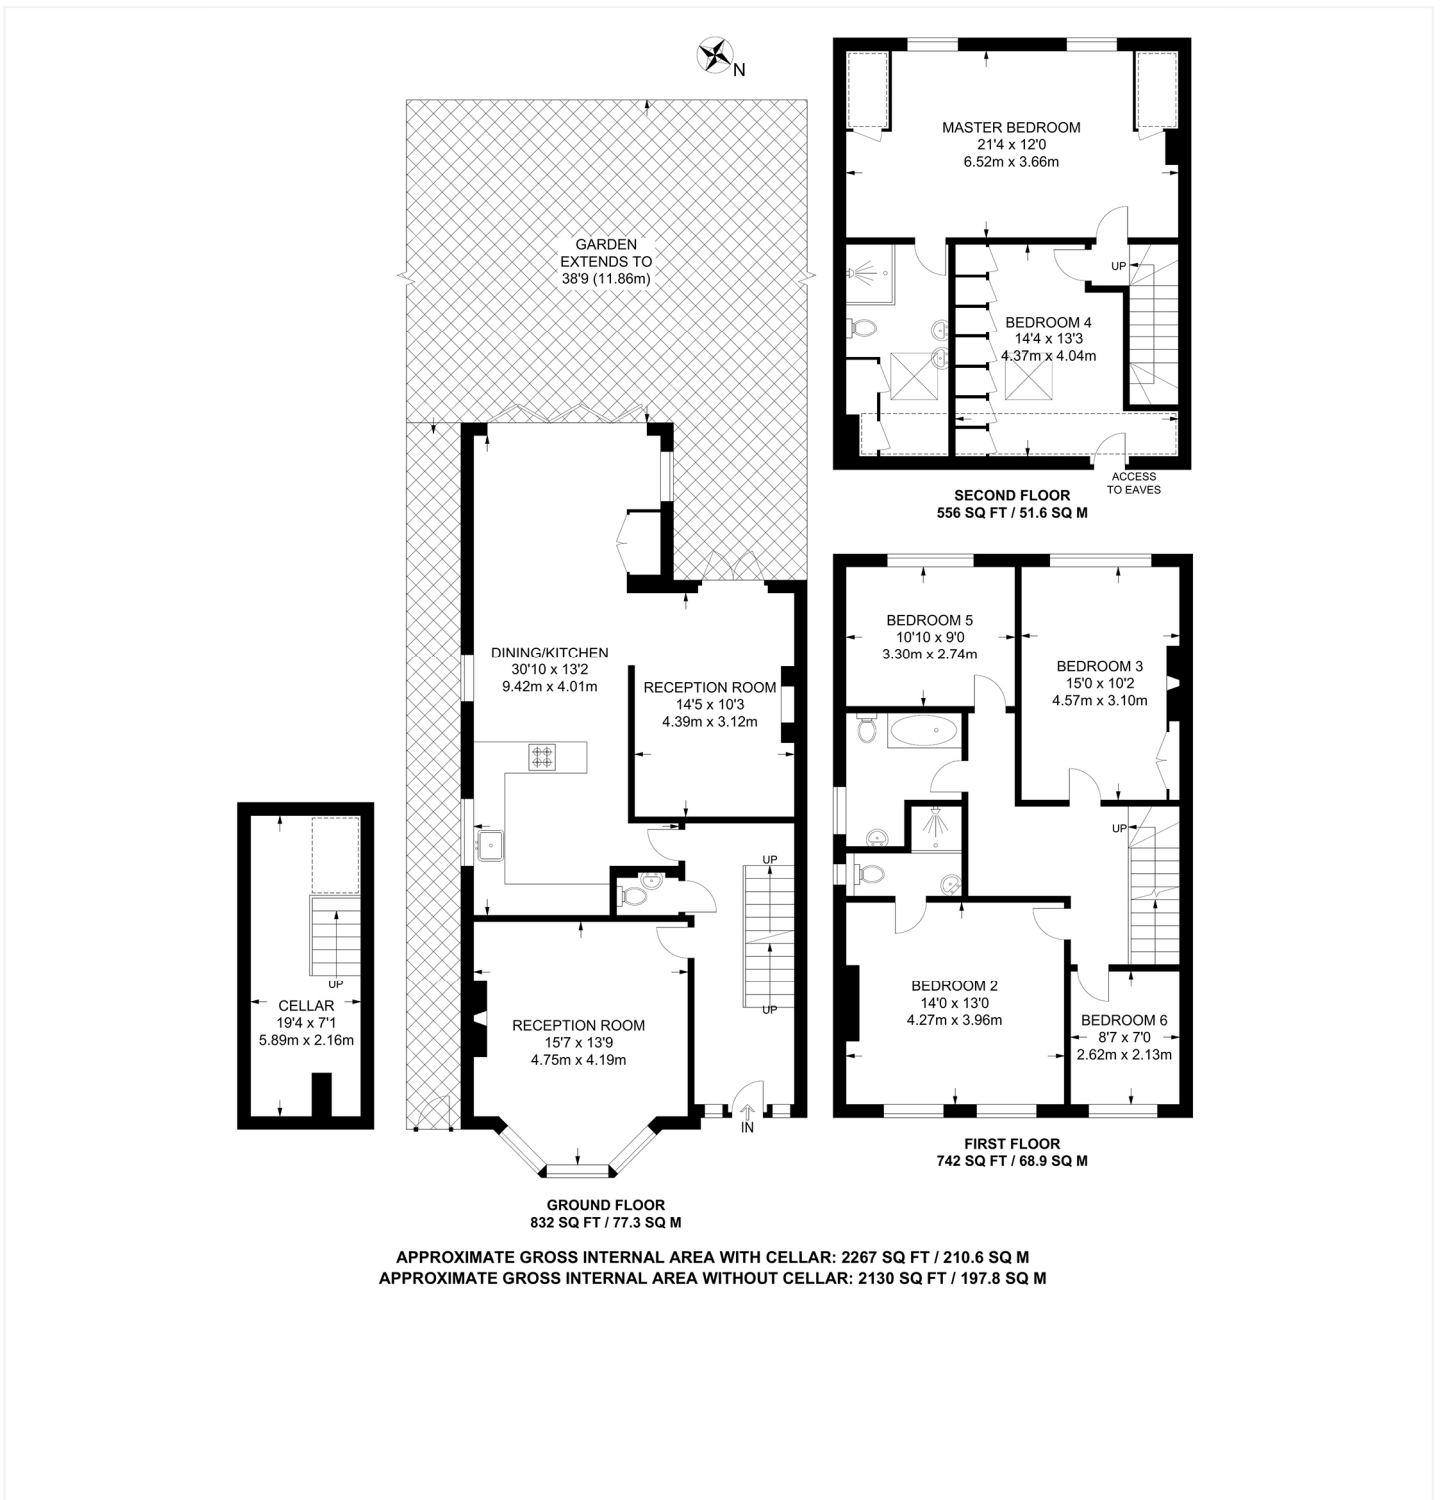 N
GARDEN
EXTENDS TO
38'9 (11.86m)
DINING/KITCHEN
30'10 x 13'2
9.42m x 4.01m
RECEPTION ROOM
14'5 x 10'3
4.39m x 3.12m
UP
UP
RECEPTION ROOM
15'7 x 13'9
4.75m x 4.19m
IN
GROUND FLOOR
832 SQ FT / 77.3 SQ M
UP
CELLAR
19'4 x 7'1
5.89m x 2.16m
MASTER BEDROOM
21'4 x 12'0
6.52m x 3.66m
UP
BEDROOM 4
14'4 x 13'3
4.37m x 4.04m
ACCESS
TO EAVES
SECOND FLOOR
556 SQ FT / 51.6 SQ M
BEDROOM 5
10'10 x 9'0
3.30m x 2.74m
BEDROOM 3
15'0 x 10'2
4.57m x 3.10m
UP
BEDROOM 2
14'0 x 13'0
4.27m x 3.96m
BEDROOM 6
8'7 x 7'0
2.62m x 2.13m
FIRST FLOOR
742 SQ FT / 68.9 SQ M
APPROXIMATE GROSS INTERNAL AREA WITH CELLAR: 2267 SQ FT / 210.6 SQ M
APPROXIMATE GROSS INTERNAL AREA WITHOUT CELLAR: 2130 SQ FT / 197.8 SQ M